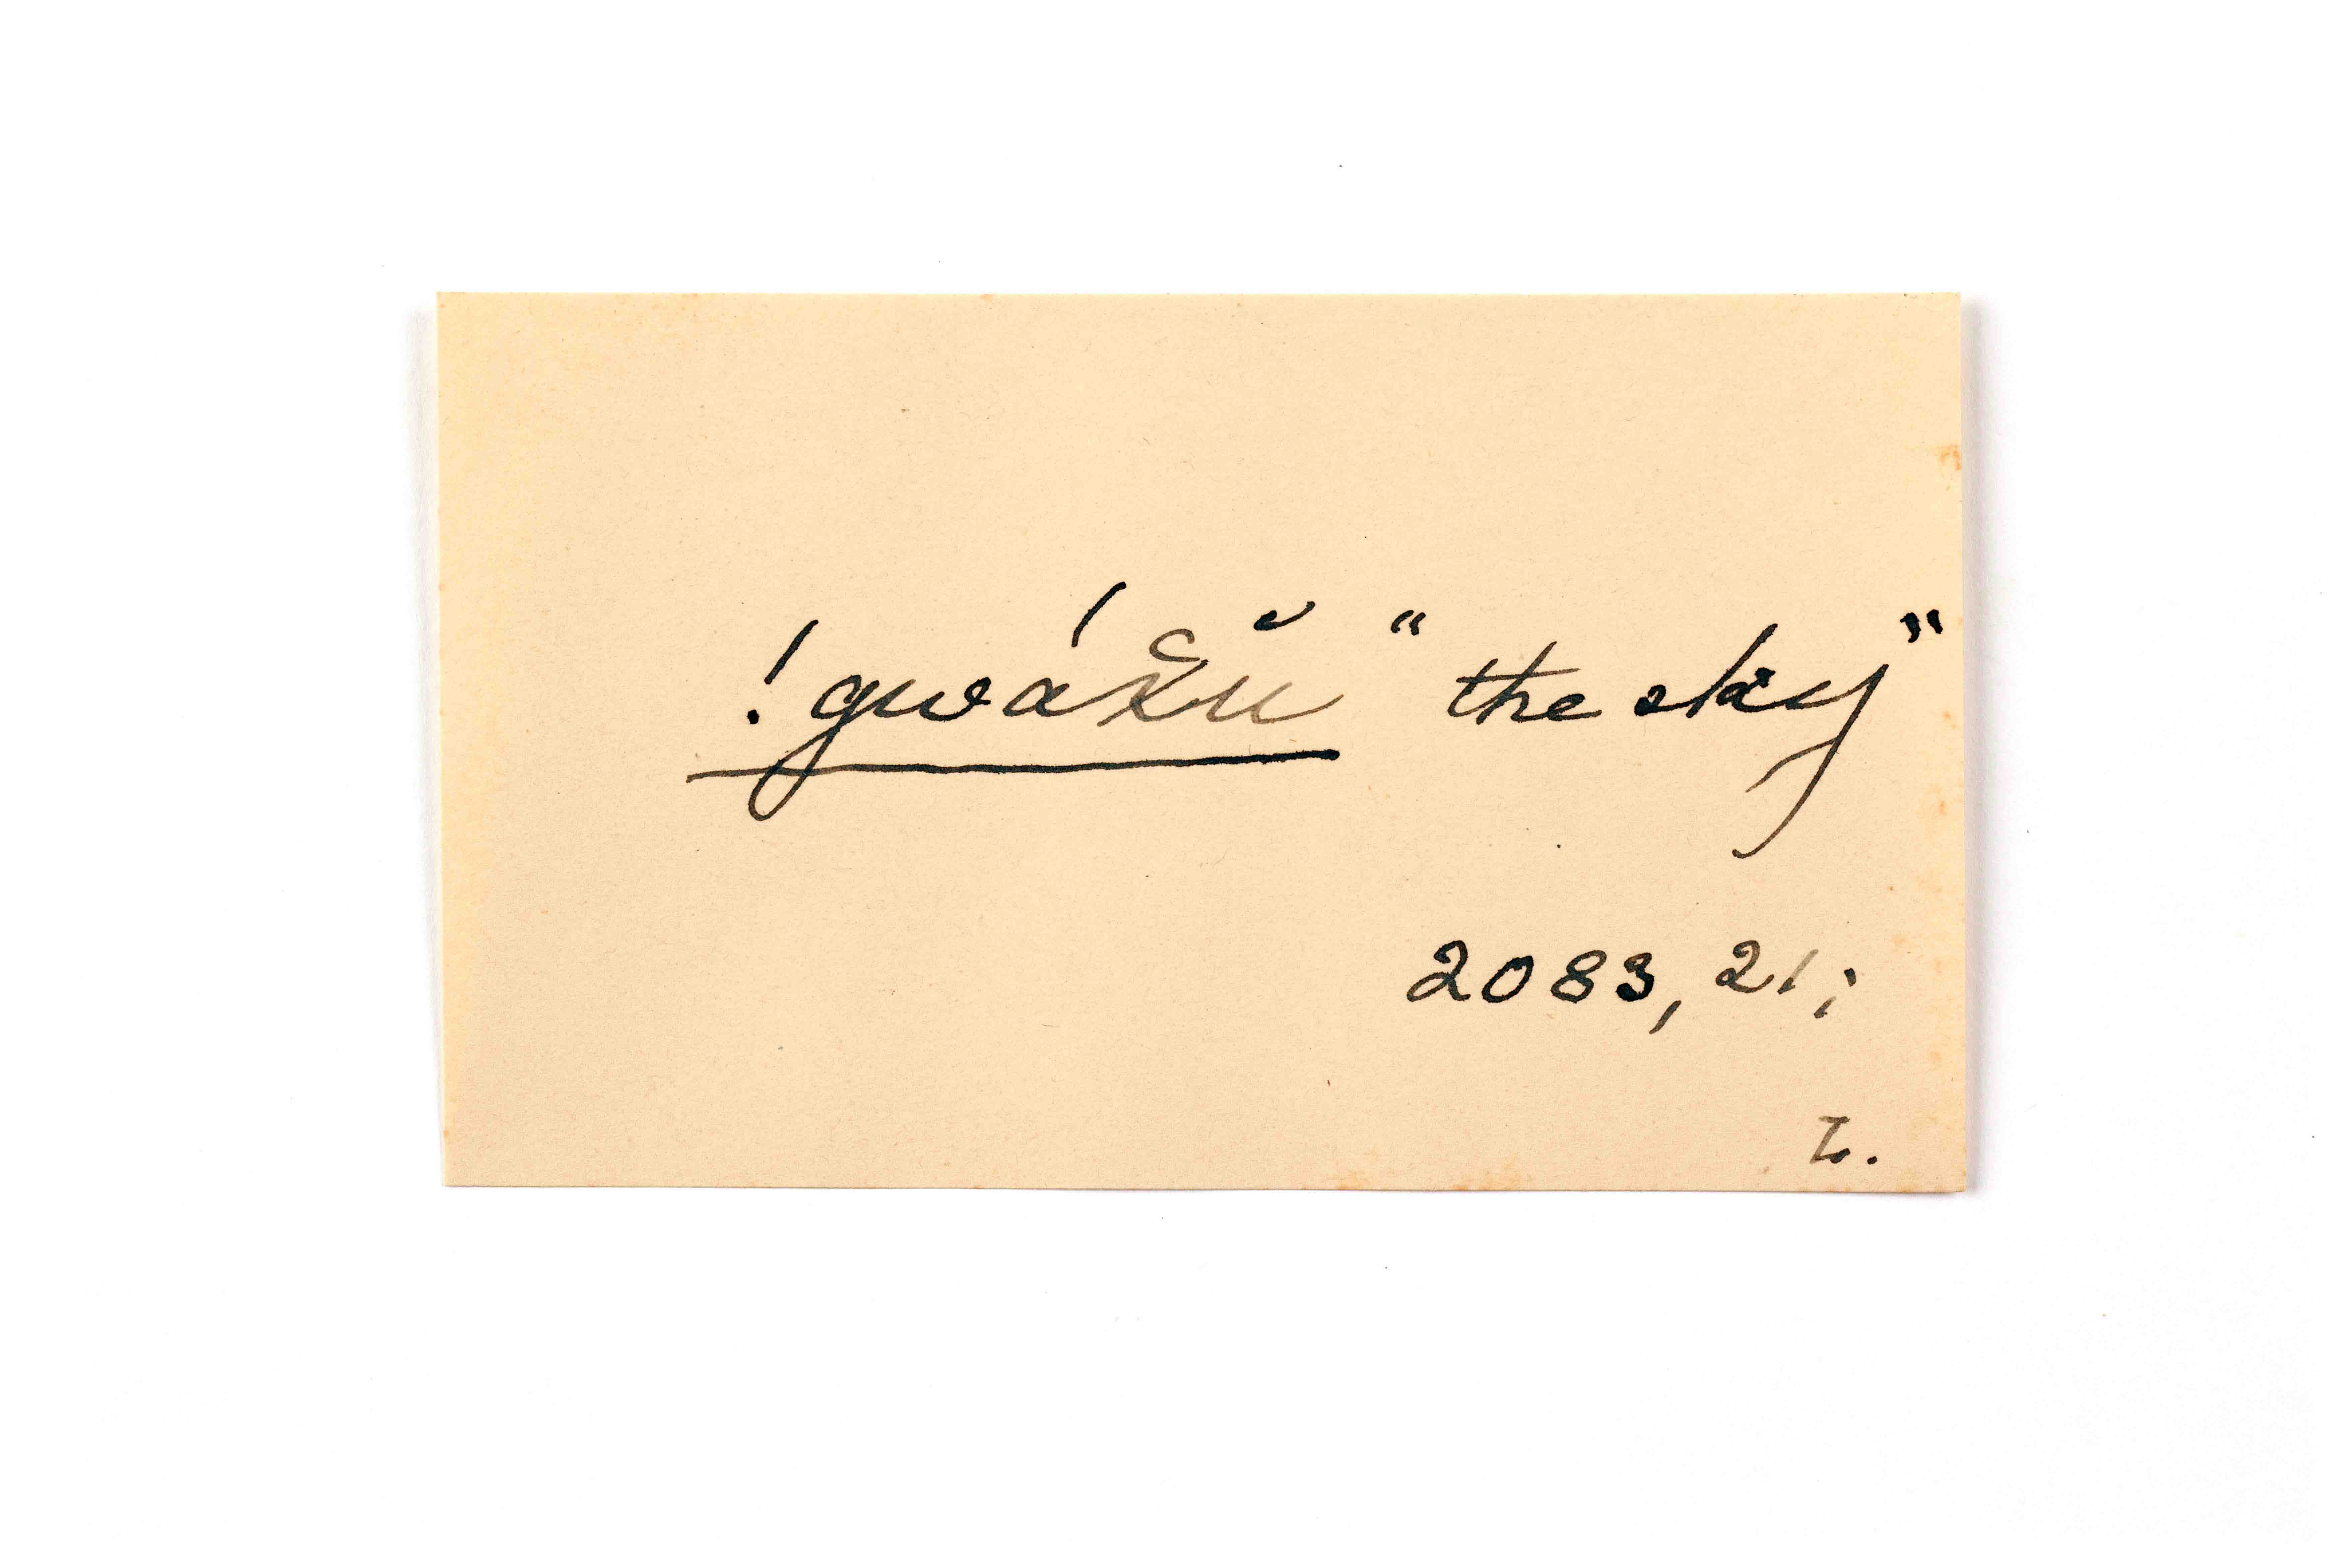 !gwáx̆ŭ "the sky"
2083, 21;
L.